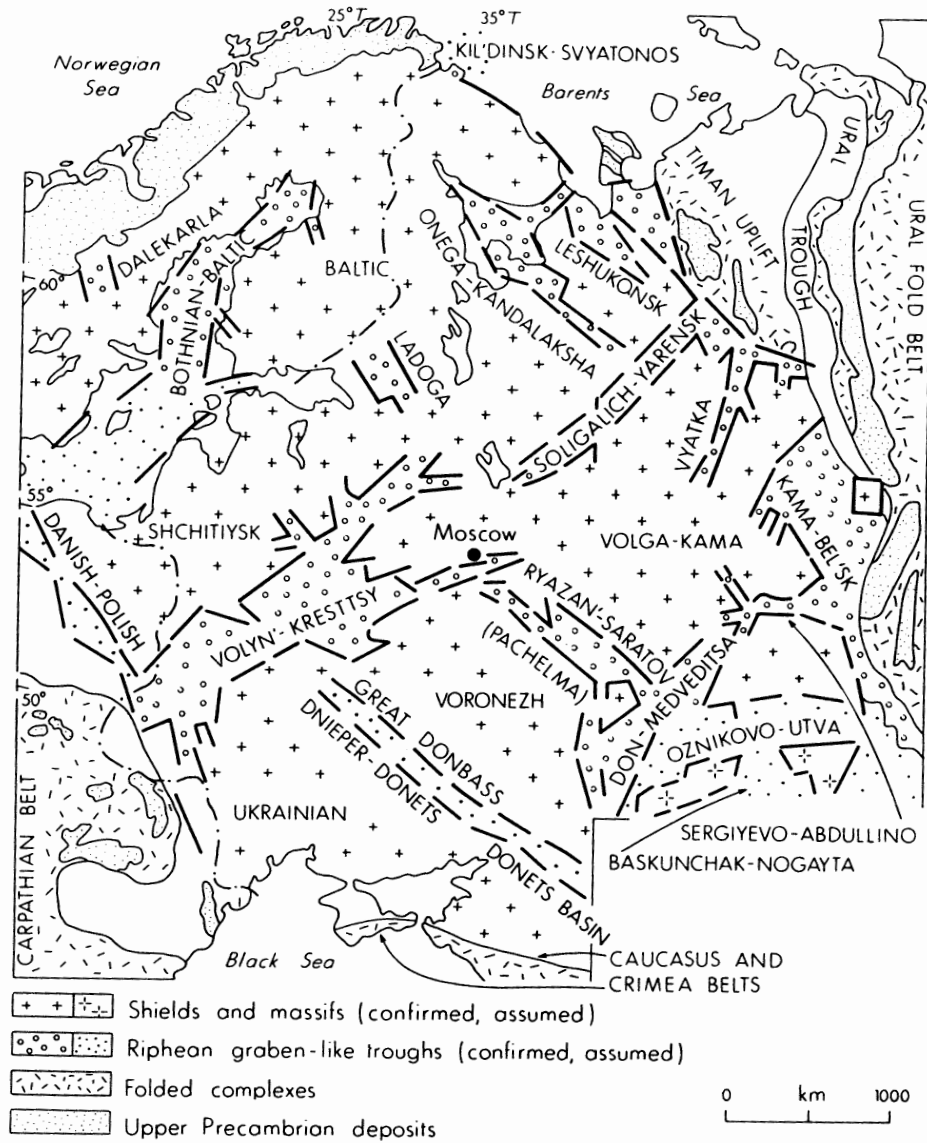 25°T
35°T
KIL'DINSK-SVYATONOS
Norwegian
Sea
Barents Sea
URAL
TROUGH
TIMAN UPLIFT
URAL FOLD BELT
DALEKARLA
BOTHNIAN-BALTIC
BALTIC
ONEGA-KANDALAKSHA
LESHUKONSK
60°
LADOGA
SOLIGALICH-YARENSK
VYATKA
KAMA-BEL'SK
55°
SHCHITIYSK
Moscow
VOLGA-KAMA
DANISH-POLISH
VOLYN'-KRESTTSY
RYAZAN'-SARATOV
(PACHELMA)
DON-MEDVEDITSA
50°
GREAT DONBASS
VORONEZH
DNIEPER-DONETS
OZNIKOVO-UTVA
UKRAINIAN
DONETS BASIN
SERGIYEVO-ABDULLINO
BASKUNCHAK-NOGAYTA
CARPATHIAN BELT
Black Sea
CAUCASUS AND
CRIMEA BELTS
Shields and massifs (confirmed, assumed)
Riphean graben-like troughs (confirmed, assumed)
Folded complexes
Upper Precambrian deposits
0 km 1000